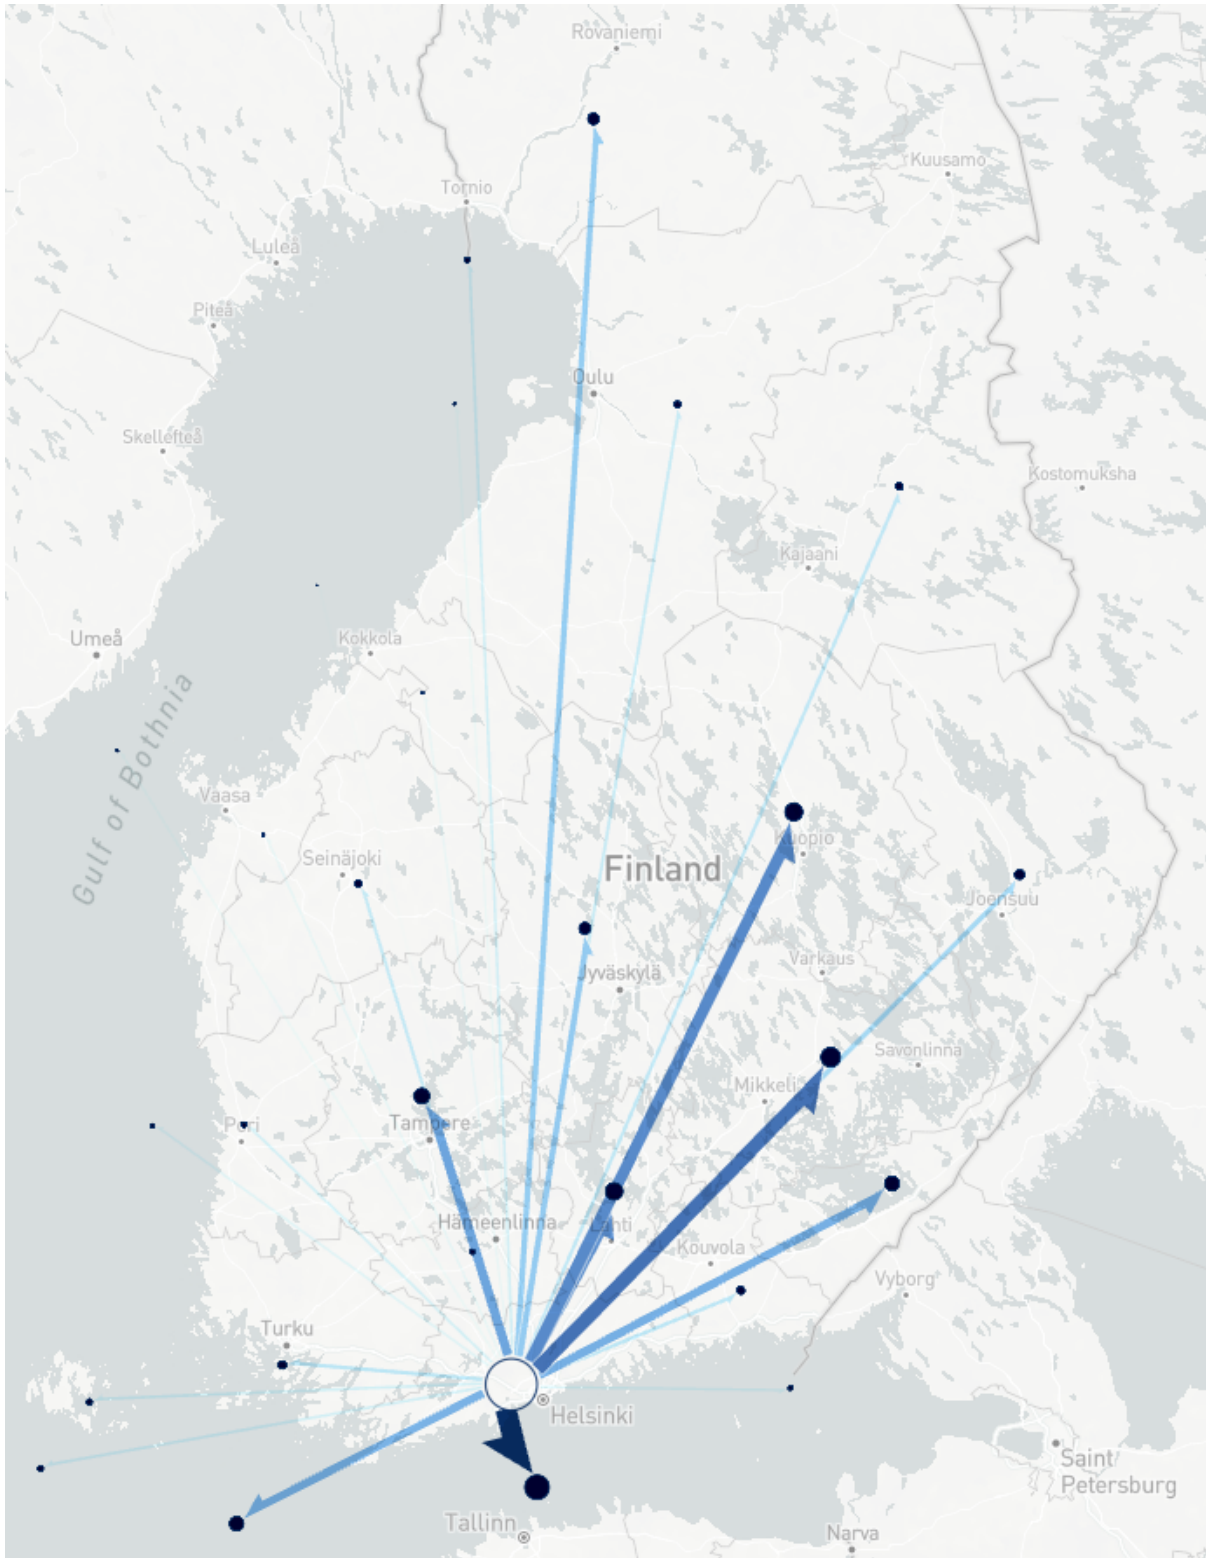 Rovaniemi
Kuusamo
Tornio
Luleå
Piteå
Oulu
Skellefteå
Kostomuksha
Kajaani
Umeå
Kokkola
Gulf of Bothnia
Vaasa
Kuopio
Seinäjoki
Finland
Joensuu
Varkaus
Jyväskylä
Savonlinna
Mikkeli
Pori
Tampere
Hämeenlinna
Lahti
Kouvola
Vyborg
Turku
Helsinki
Saint
Petersburg
Tallinn
Narva